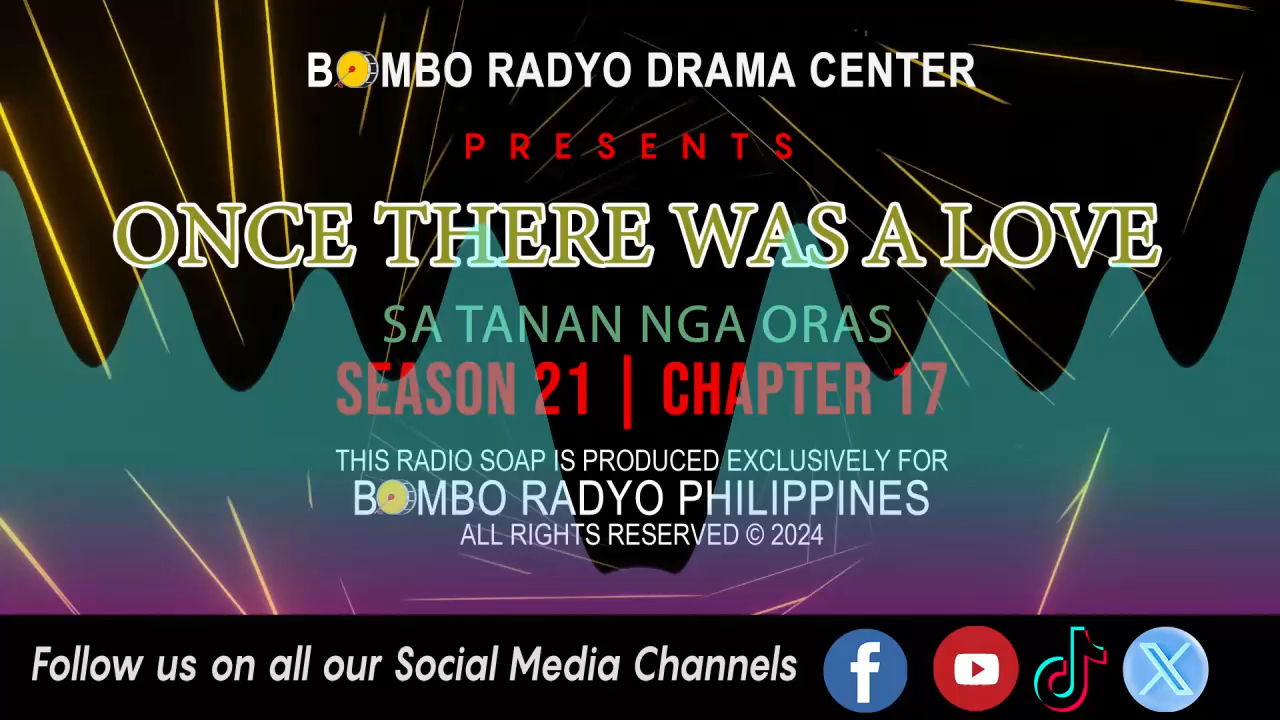 BOMBO RADYO DRAMA CENTER
PRESENTS
ONCE THERE WAS A LOVE
SA TANAN NGA ORAS
SEASON 21 | CHAPTER 17
THIS RADIO SOAP IS PRODUCED EXCLUSIVELY FOR
BOMBO RADYO PHILIPPINES
ALL RIGHTS RESERVED © 2024
Follow us on all our Social Media Channels